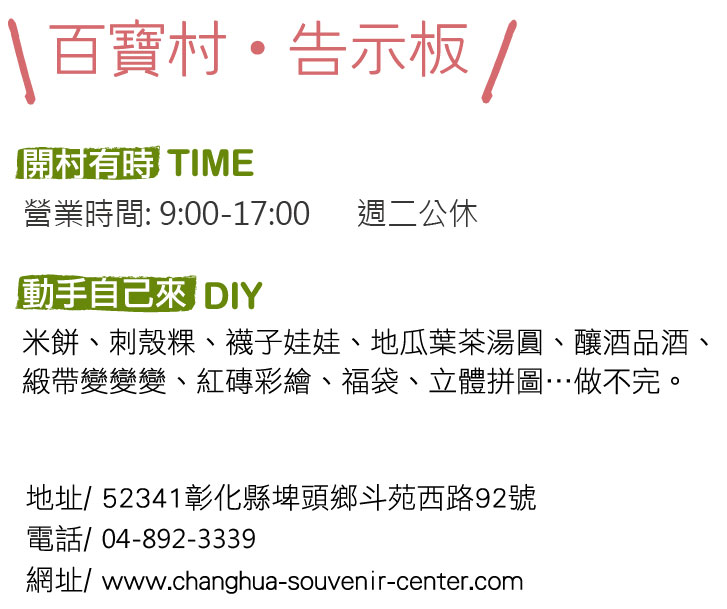 百寶村・告示板
開村有時 TIME
營業時間: 9:00-17:00 週二公休
動手自己來 DIY
米餅、刺殼粿、襪子娃娃、地瓜葉茶湯圓、釀酒品酒、
緞帶變變變、紅磚彩繪、福袋、立體拼圖⋯做不完。
地址/ 52341彰化縣埤頭鄉斗苑西路92號
電話/ 04-892-3339
網址/ www.changhua-souvenir-center.com